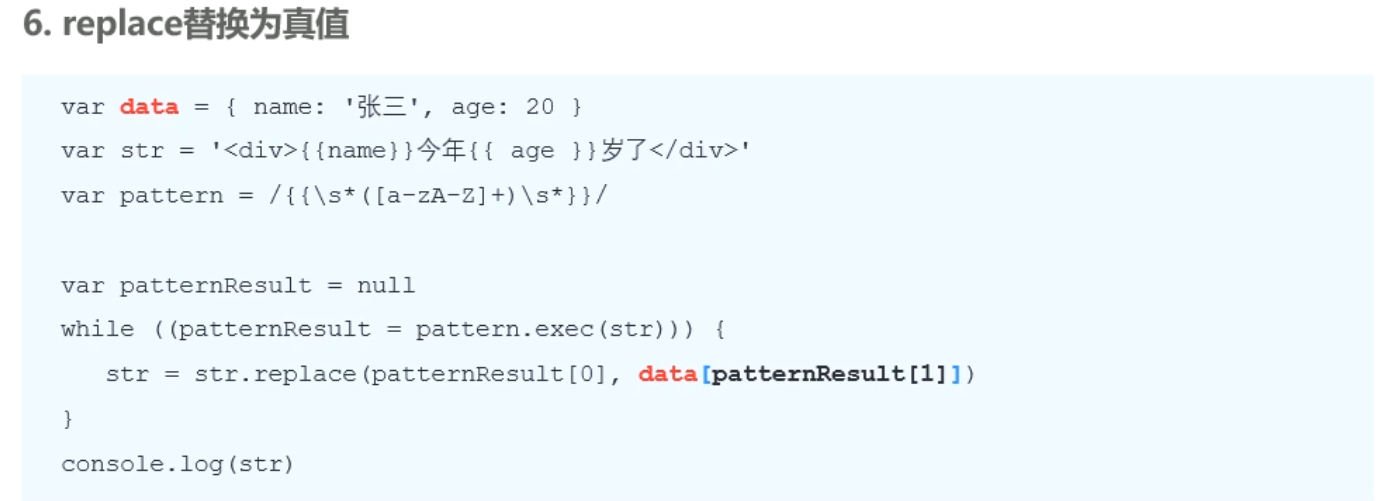 6. replace替换为真值
var data = { name: '张三', age: 20 }
var str = '<div>{{name}}今年{{ age }}岁了</div>'
var pattern = /{{\s*([a-zA-Z]+)\s*}}/
var patternResult = null
while ((patternResult = pattern.exec(str))) {
str = str.replace(patternResult[0], data[patternResult[1]])
}
console.log(str)